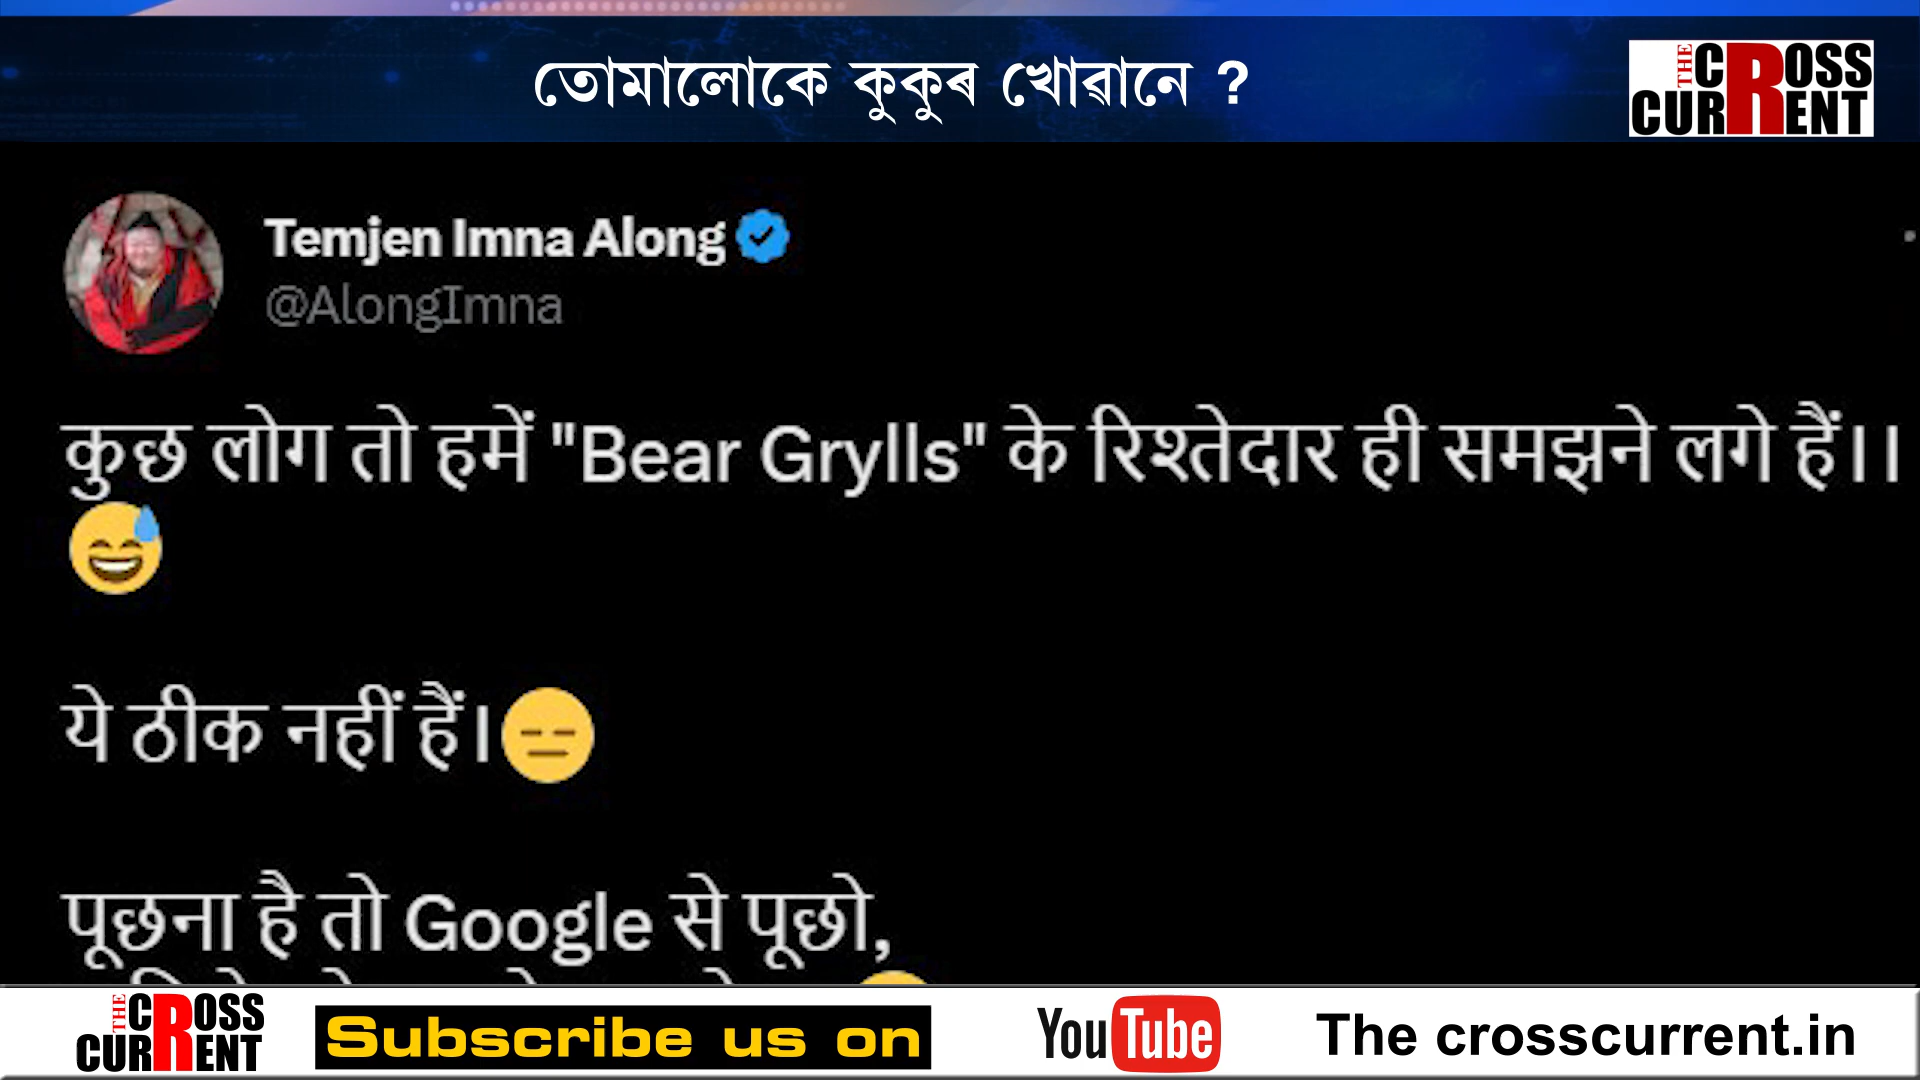 তোমালোকে কুকুৰ খোৱানে ?
THE CROSS CURRENT
Temjen Imna Along
@AlongImna
कुछ लोग तो हमें "Bear Grylls" के रिश्तेदार ही समझने लगे हैं।।
😅
ये ठीक नहीं हैं।😑
पूछना है तो Google से पूछो,
THE CROSS CURRENT
Subscribe us on
YouTube
The crosscurrent.in